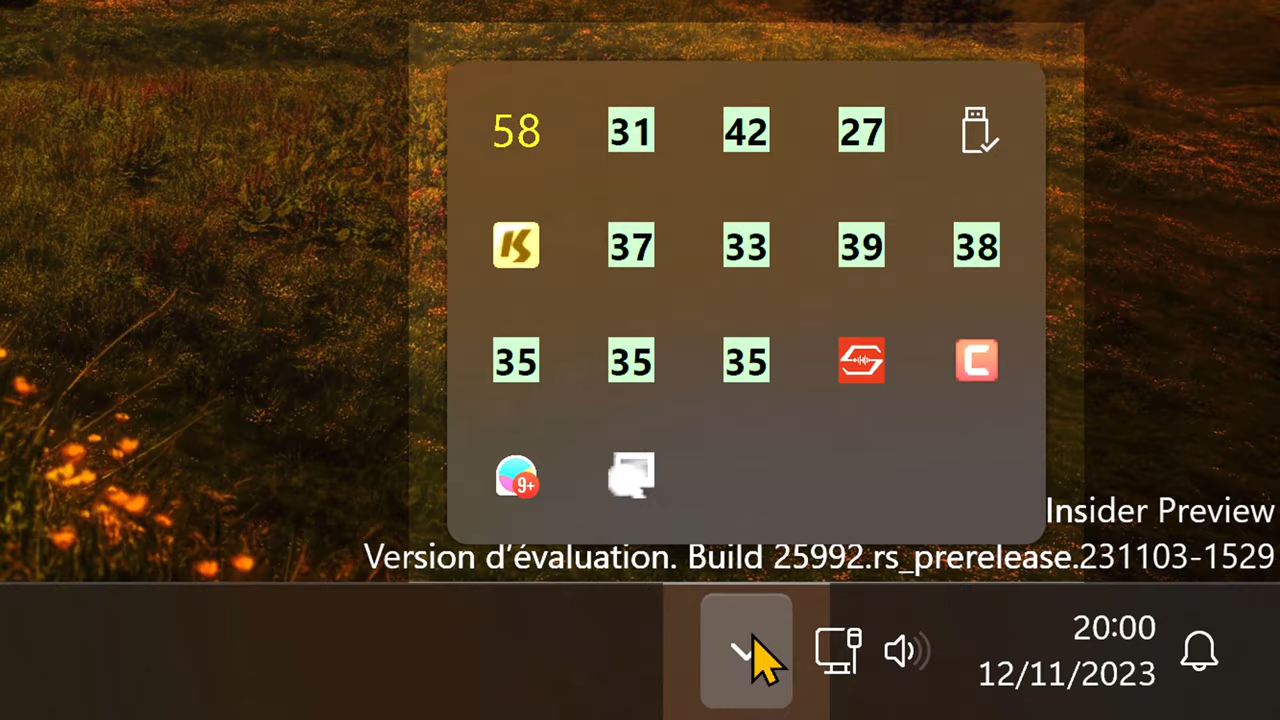 58 31 42 27
37 33 39 38
35 35 35
9+
Insider Preview
Version d'évaluation. Build 25992.rs_prerelease.231103-1529
20:00
12/11/2023